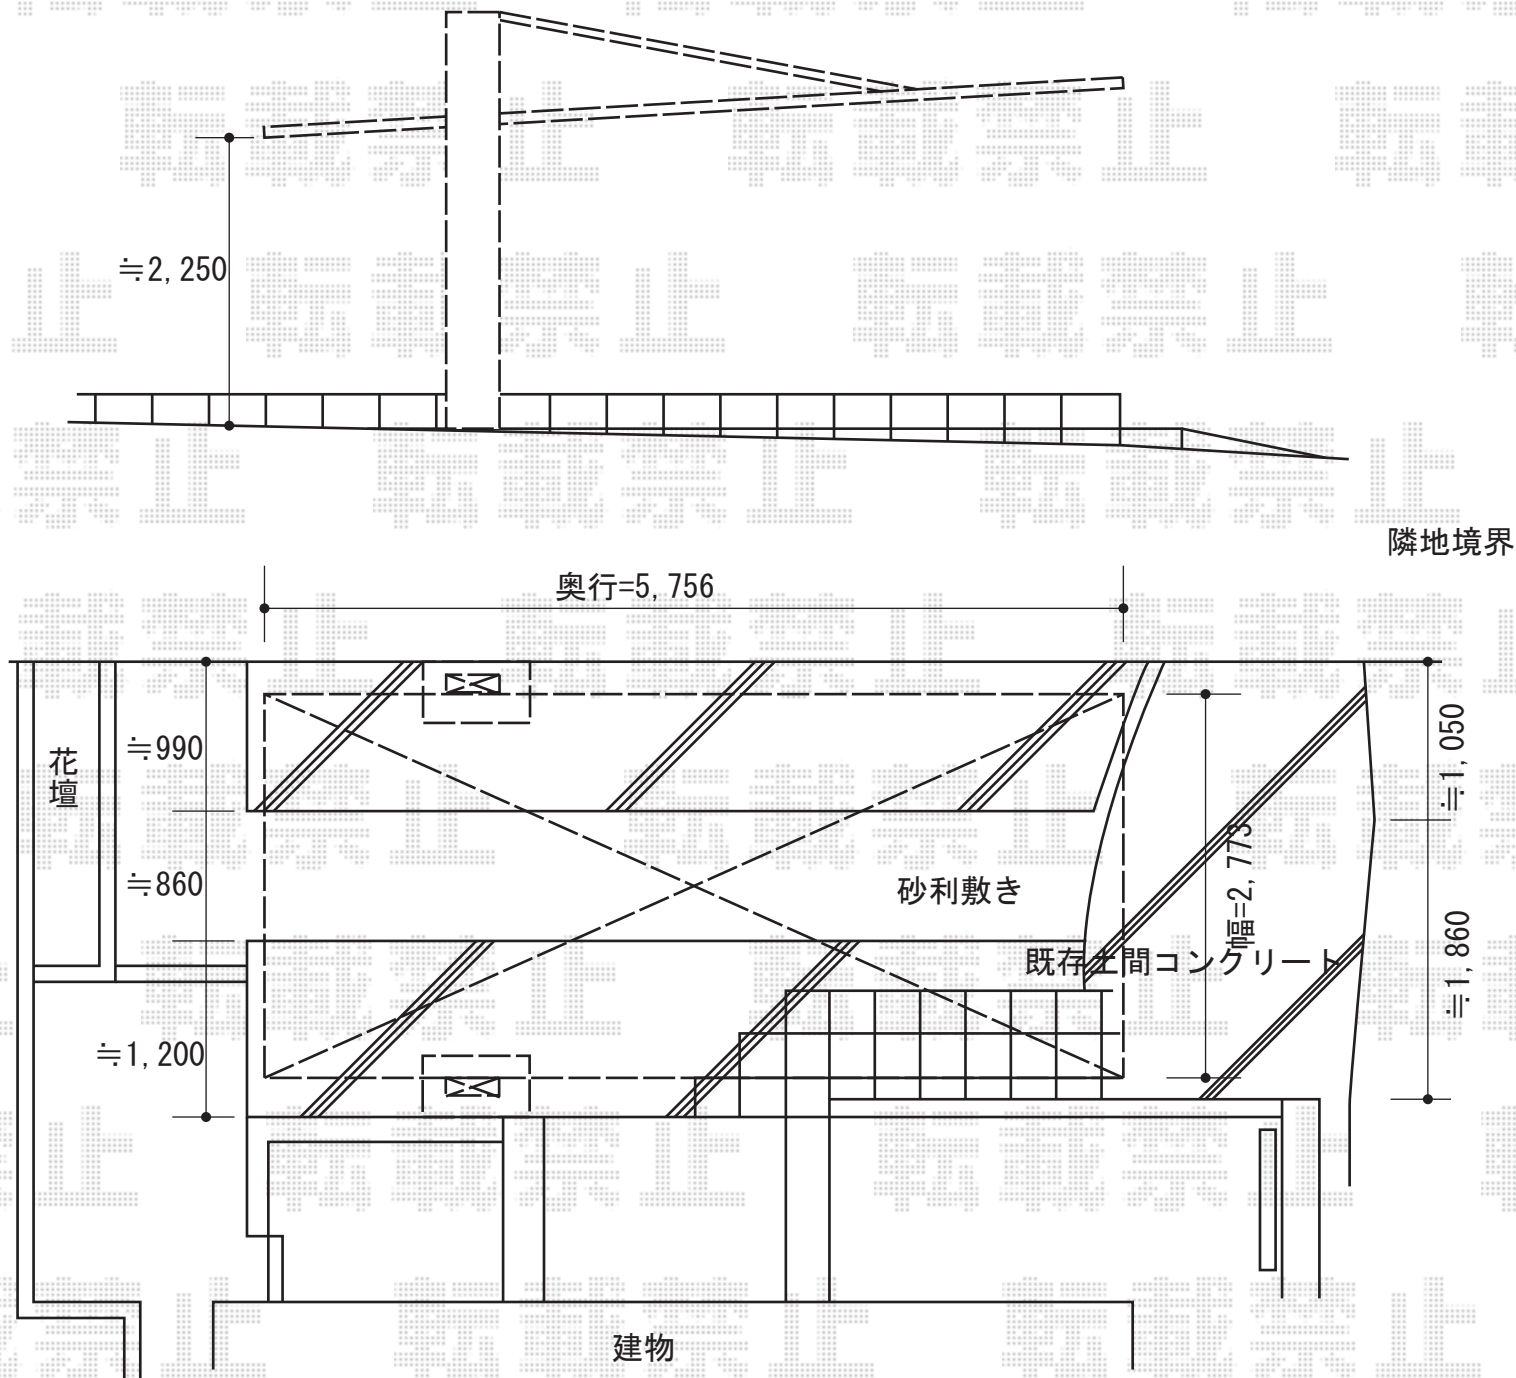 ≒2,250
隣地境界
奥行=5,756
花壇
≒990
≒860
≒1,200
砂利敷き
既存土間コンクリート
幅=2,773
≒1,050
≒1,860
建物
転載禁止